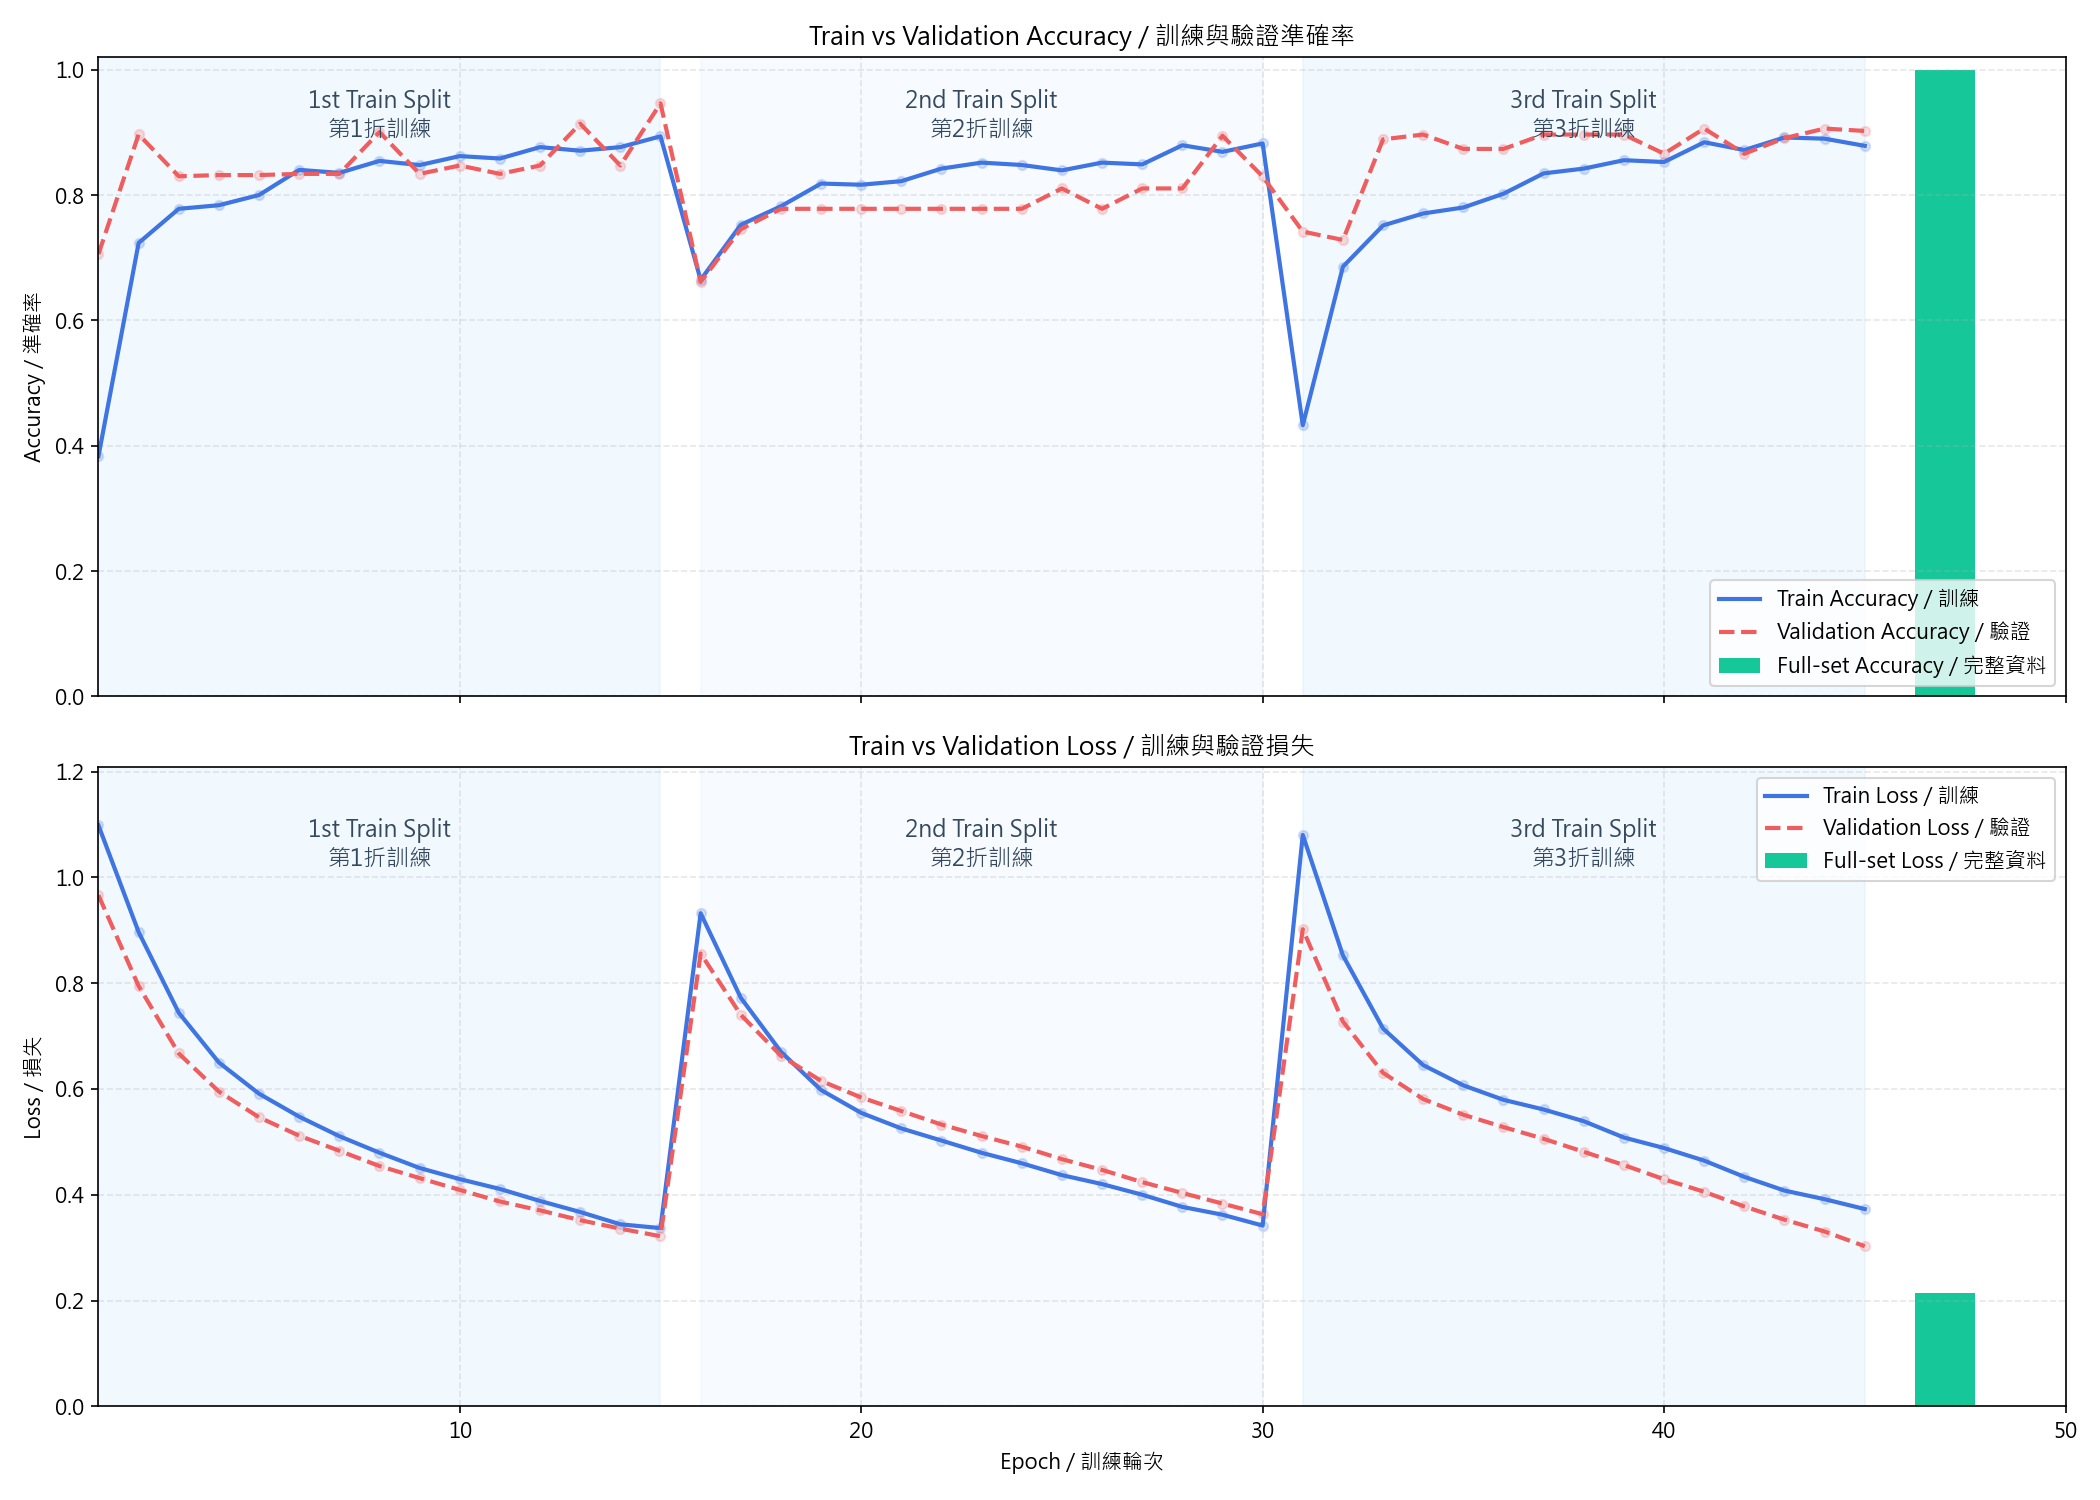 Train vs Validation Accuracy / 訓練與驗證準確率
Accuracy / 準確率
1.0
0.8
0.6
0.4
0.2
0.0
1st Train Split
第1折訓練
2nd Train Split
第2折訓練
3rd Train Split
第3折訓練
Train Accuracy / 訓練
Validation Accuracy / 驗證
Full-set Accuracy / 完整資料
Train vs Validation Loss / 訓練與驗證損失
Loss / 損失
1.2
1.0
0.8
0.6
0.4
0.2
0.0
1st Train Split
第1折訓練
2nd Train Split
第2折訓練
3rd Train Split
第3折訓練
Train Loss / 訓練
Validation Loss / 驗證
Full-set Loss / 完整資料
10
20
30
40
50
Epoch / 訓練輪次